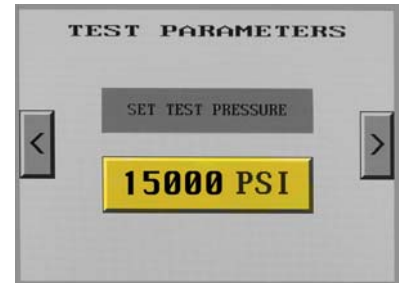 TEST PARAMETERS
SET TEST PRESSURE
<
>
15000 PSI